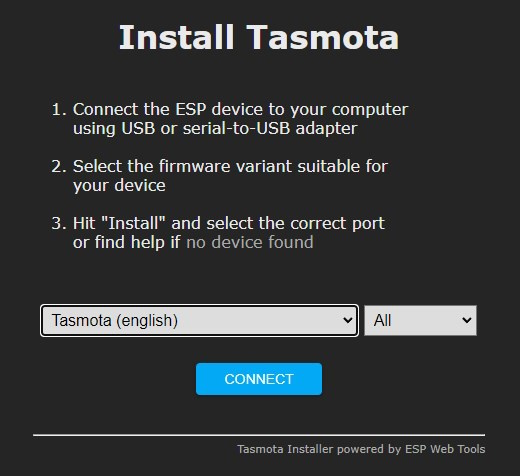 Install Tasmota
1. Connect the ESP device to your computer
using USB or serial-to-USB adapter
2. Select the firmware variant suitable for
your device
3. Hit "Install" and select the correct port
or find help if no device found
Tasmota (english) All
CONNECT
Tasmota Installer powered by ESP Web Tools